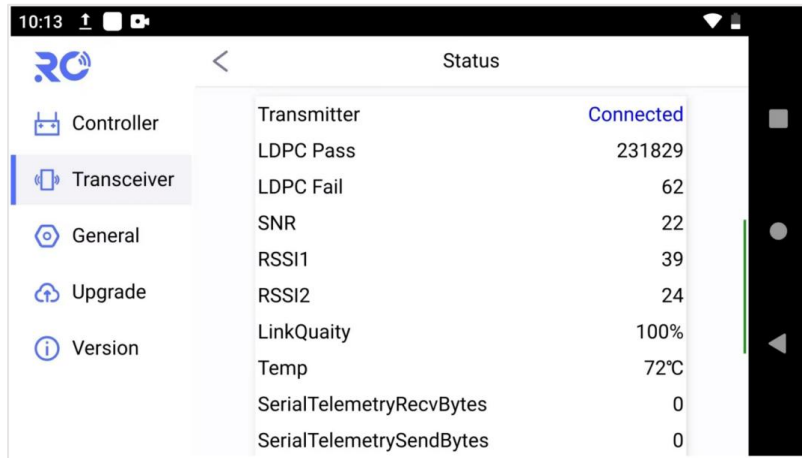 10:13
RC
Status
Controller
Transceiver
General
Upgrade
Version
Transmitter Connected
LDPC Pass 231829
LDPC Fail 62
SNR 22
RSSI1 39
RSSI2 24
LinkQuaity 100%
Temp 72℃
SerialTelemetryRecvBytes 0
SerialTelemetrySendBytes 0